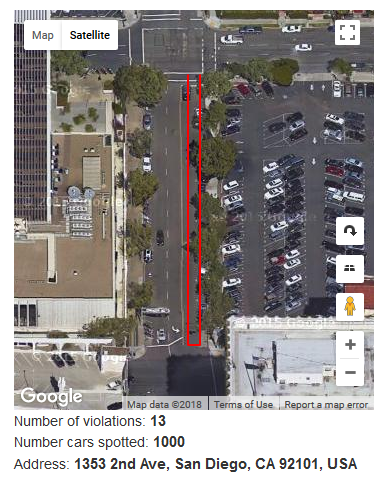 Map Satellite
Google
Map data ©2018 Terms of Use Report a map error
Number of violations: 13
Number cars spotted: 1000
Address: 1353 2nd Ave, San Diego, CA 92101, USA